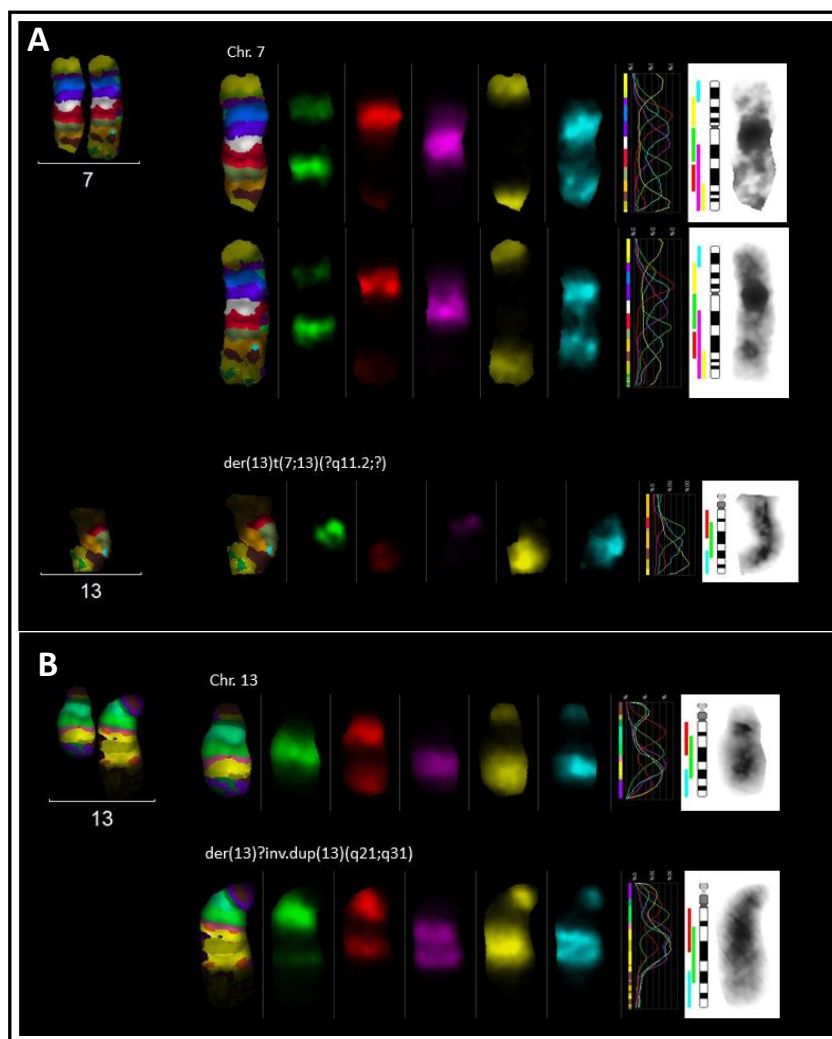 A
Chr. 7
7
der(13)t(7;13)(?q11.2;?)
13
B
Chr. 13
13
der(13)?inv.dup(13)(q21;q31)